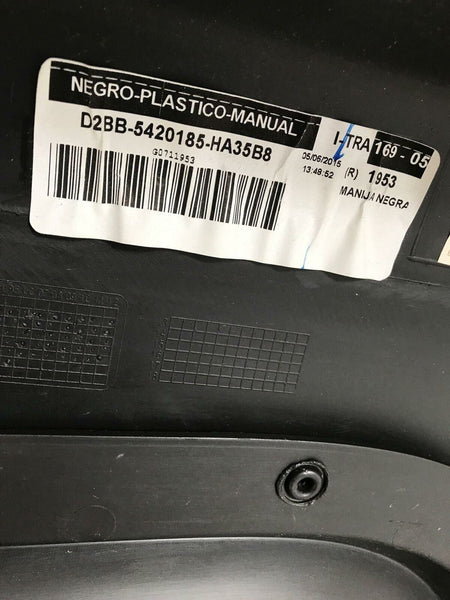 NEGRO-PLASTICO-MANUAL
D2BB-5420185-HA35B8
G0711953
I-TRA 169 - 05
05/06/2015 (R) 1953
13:49:52
MANIJA NEGRA